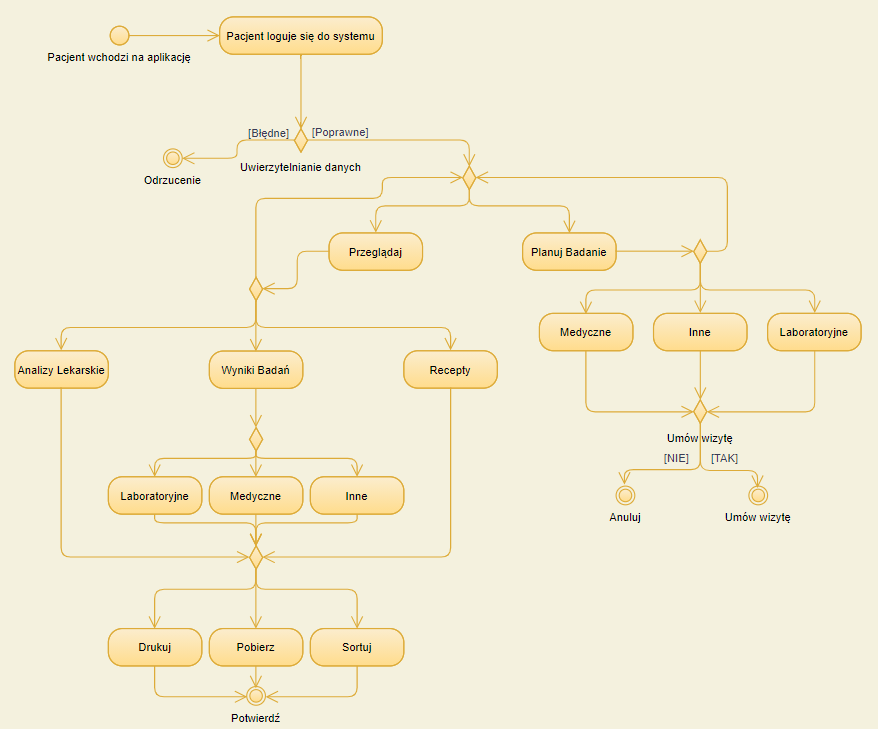 Pacjent loguje się do systemu
Pacjent wchodzi na aplikację
[Błędne]
[Poprawne]
Uwierzytelnianie danych
Odrzucenie
Przeglądaj
Planuj Badanie
Medyczne
Inne
Laboratoryjne
Analizy Lekarskie
Wyniki Badań
Recepty
Umów wizytę
[NIE]
[TAK]
Laboratoryjne
Medyczne
Inne
Anuluj
Umów wizytę
Drukuj
Pobierz
Sortuj
Potwierdź